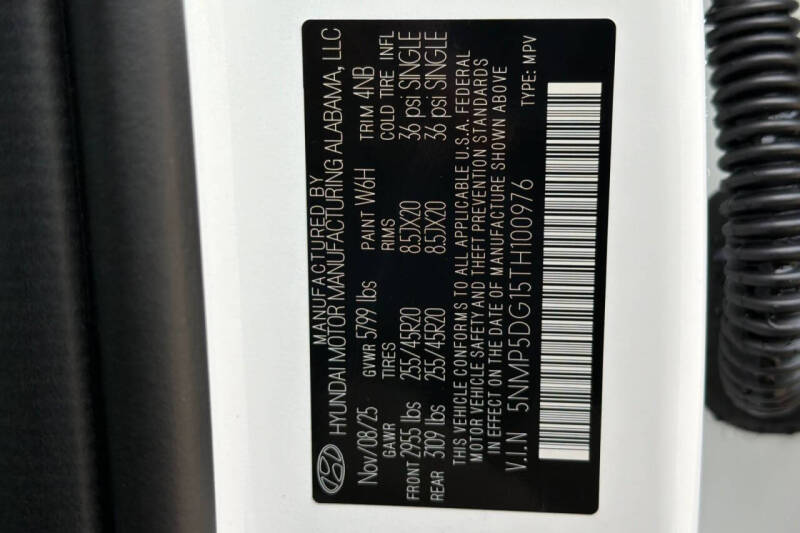 MANUFACTURED BY
HYUNDAI MOTOR MANUFACTURING ALABAMA, LLC
Nov/08/25 GVWR 5799 lbs PAINT W6H TRIM 4NB
GAWR TIRES RIMS COLD TIRE INFL
FRONT 2955 lbs 255/45R20 8.5JX20 36 psi SINGLE
REAR 3109 lbs 255/45R20 8.5JX20 36 psi SINGLE
THIS VEHICLE CONFORMS TO ALL APPLICABLE U.S.A. FEDERAL
MOTOR VEHICLE SAFETY AND THEFT PREVENTION STANDARDS
IN EFFECT ON THE DATE OF MANUFACTURE SHOWN ABOVE
V.I.N 5NMP5DG15TH100976 TYPE: MPV